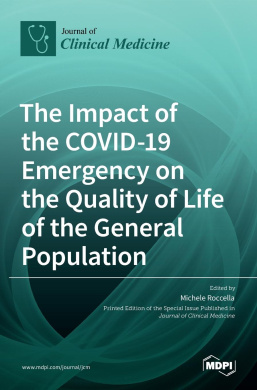 Journal of
Clinical Medicine
The Impact of
the COVID-19
Emergency on
the Quality of Life
of the General
Population
Edited by
Michele Roccella
Printed Edition of the Special Issue Published in
Journal of Clinical Medicine
www.mdpi.com/journal/jcm
MDPI